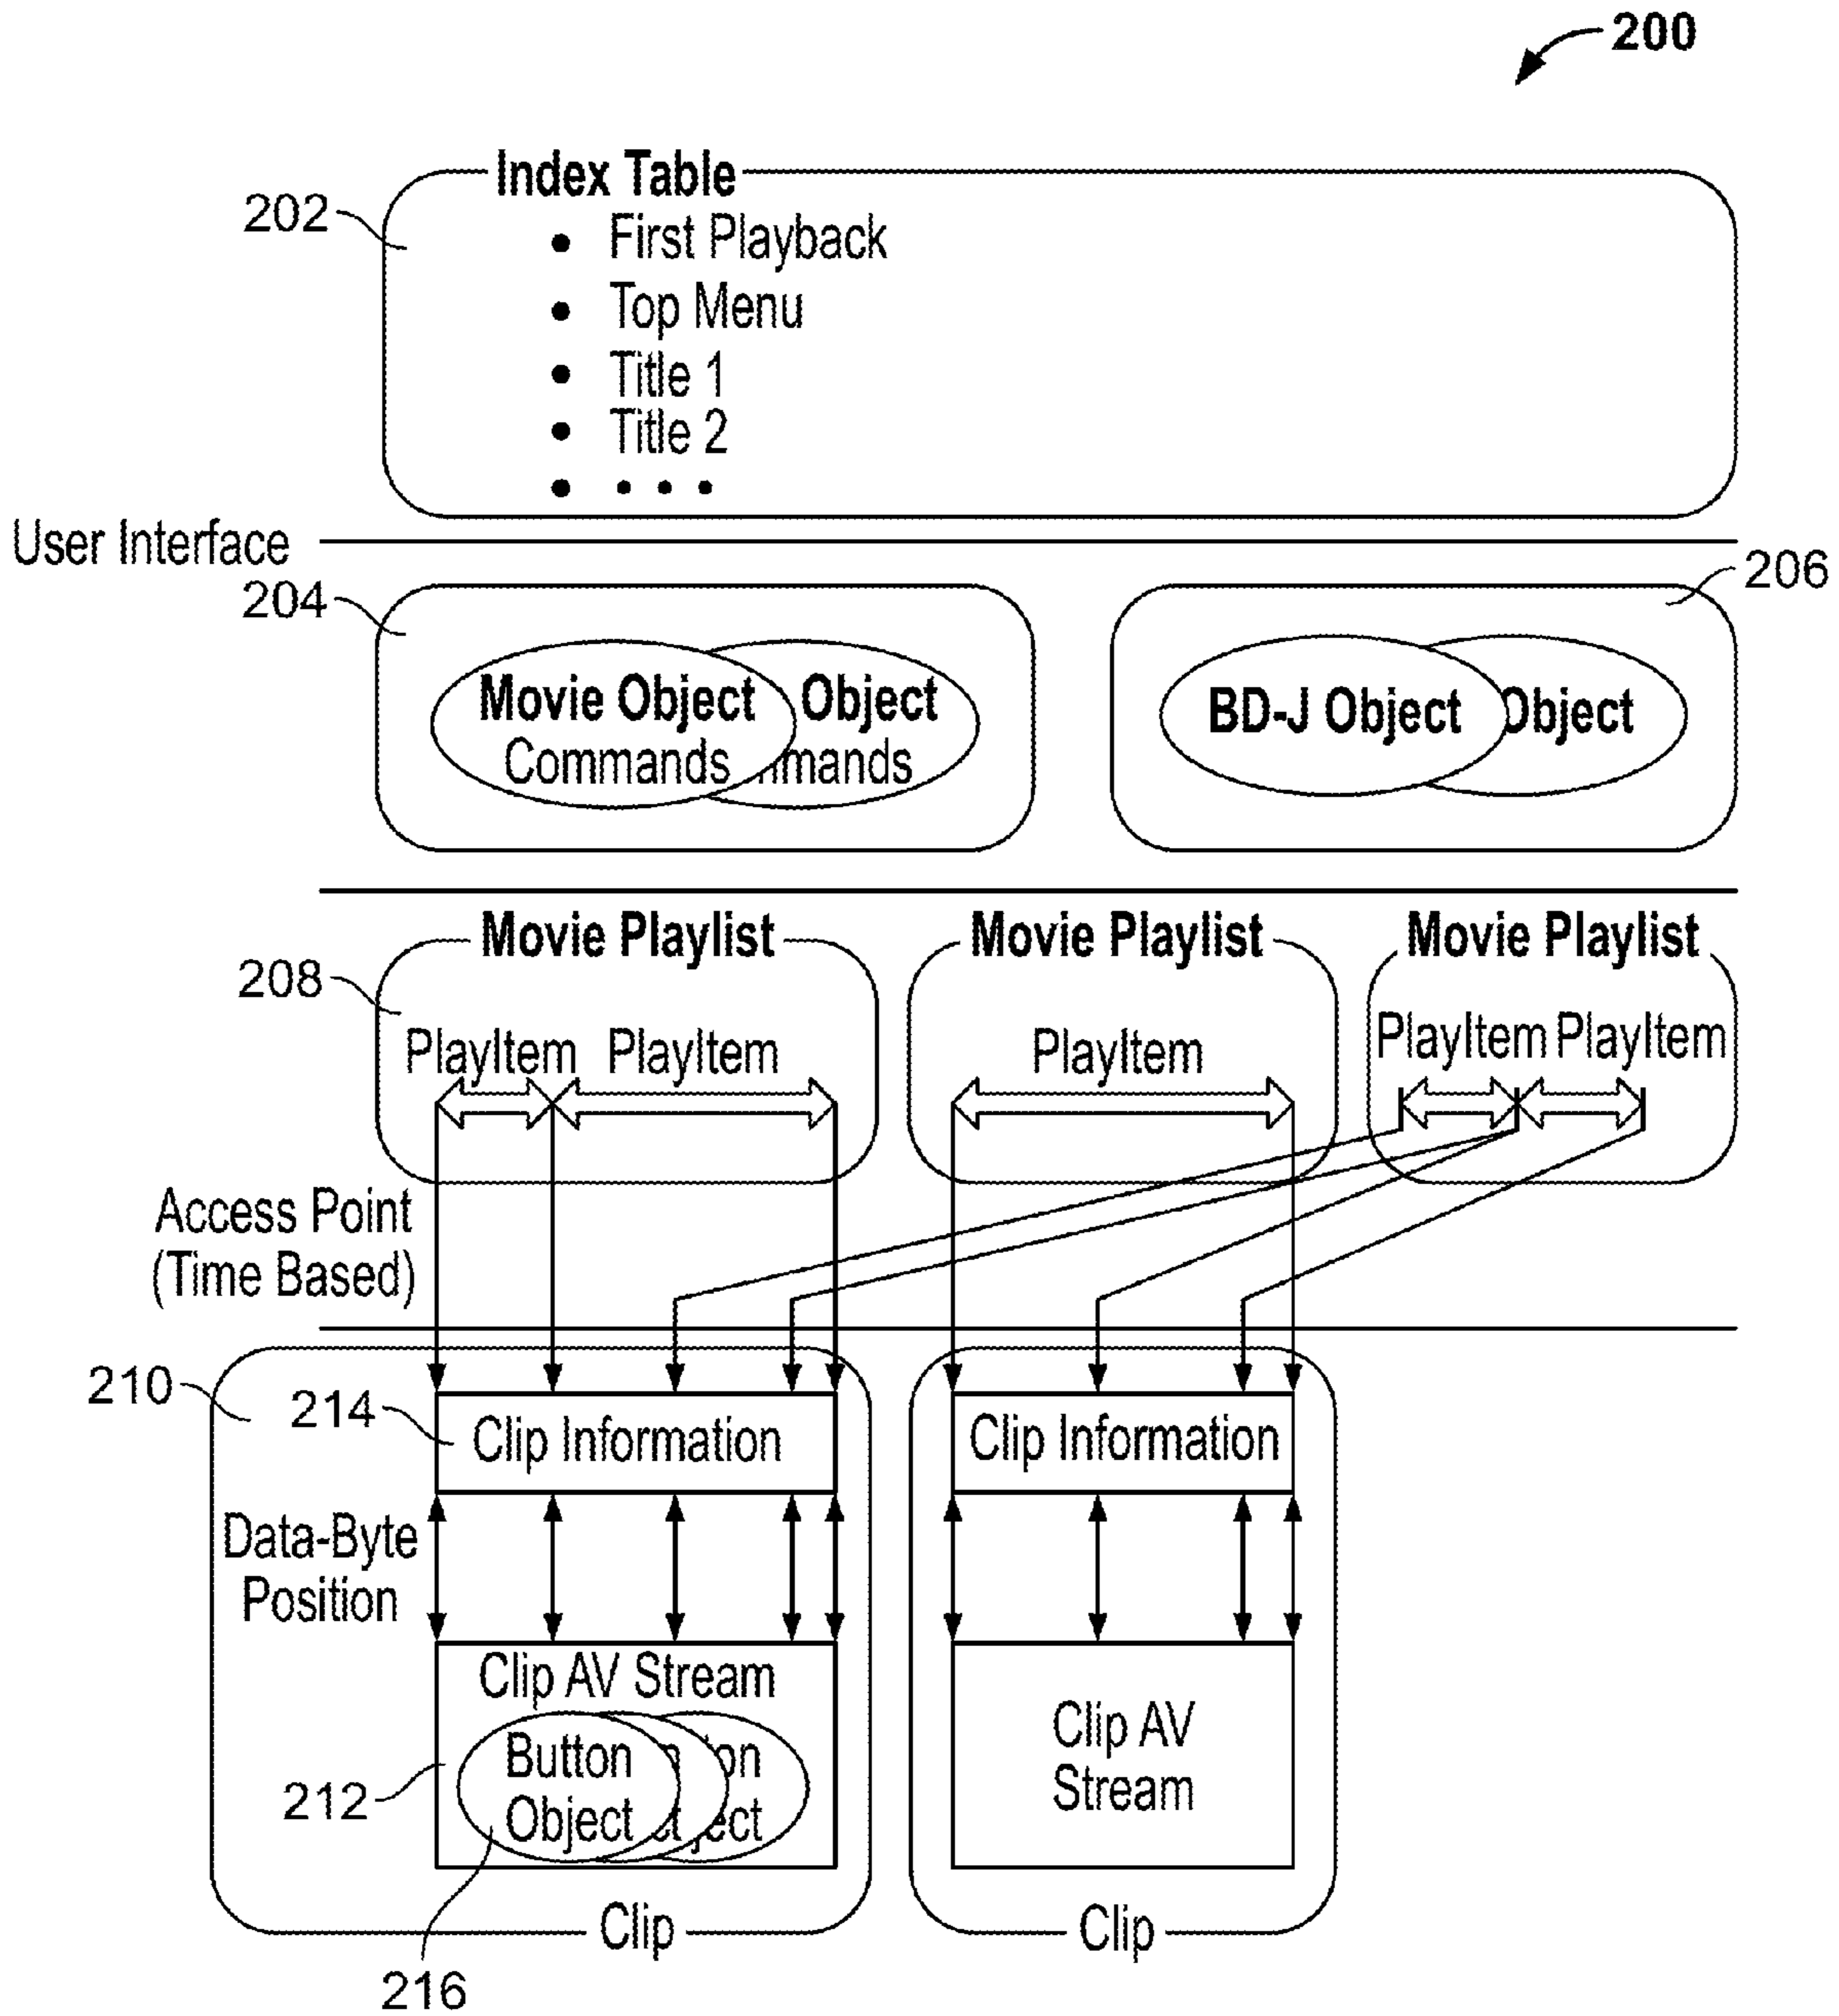 200
Index Table
202
• First Playback
• Top Menu
• Title 1
• Title 2
• • • •
User Interface
204
206
Movie Object Object
Commands mmands
BD-J Object Object
Movie Playlist Movie Playlist Movie Playlist
208
PlayItem PlayItem PlayItem PlayItem PlayItem
Access Point
(Time Based)
210
214
Clip Information Clip Information
Data-Byte
Position
Clip AV Stream
Button on
Object ject
212
Clip AV
Stream
Clip Clip
216